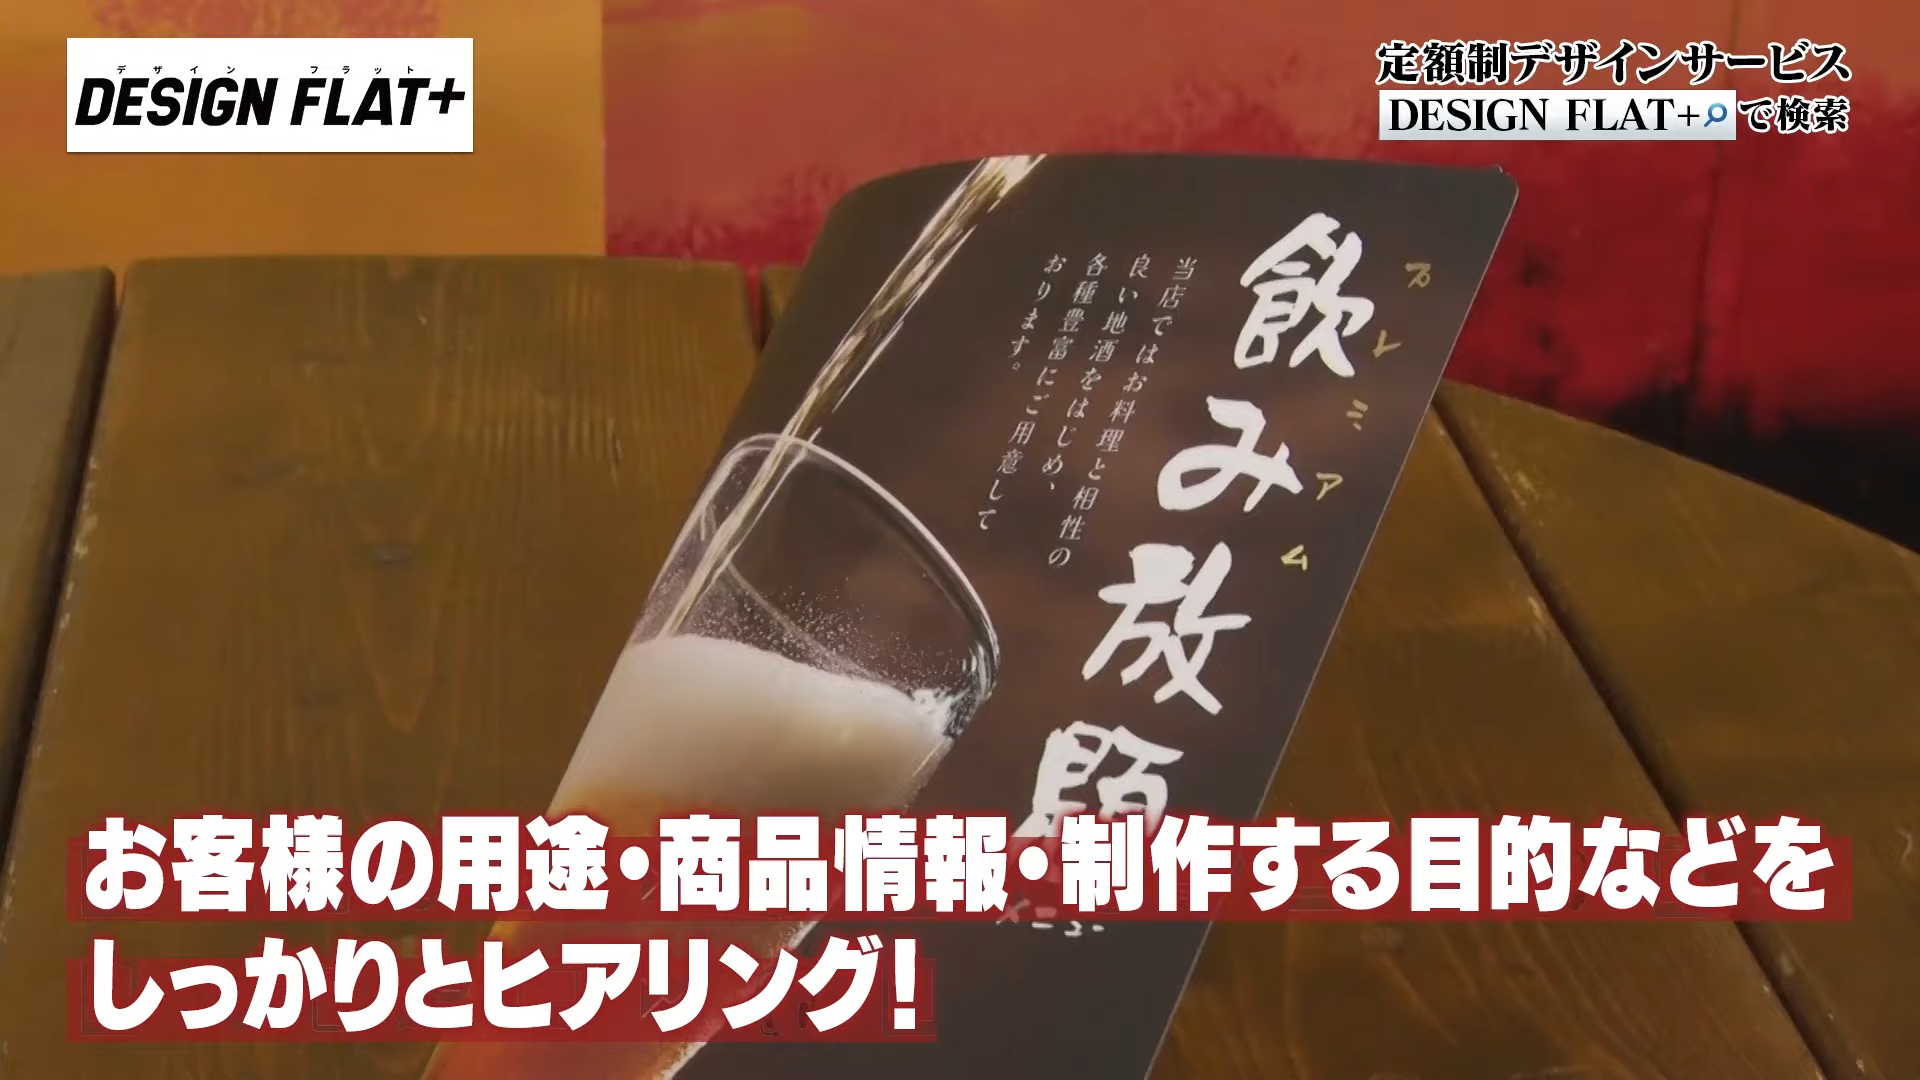 デザイン フラット
DESIGN FLAT+
定額制デザインサービス
DESIGN FLAT+で検索
プレミアム
飲み放題
メニュー
当店ではお料理と相性の
良い地酒をはじめ、
各種豊富にご用意して
おります。
お客様の用途・商品情報・制作する目的などを
しっかりとヒアリング!